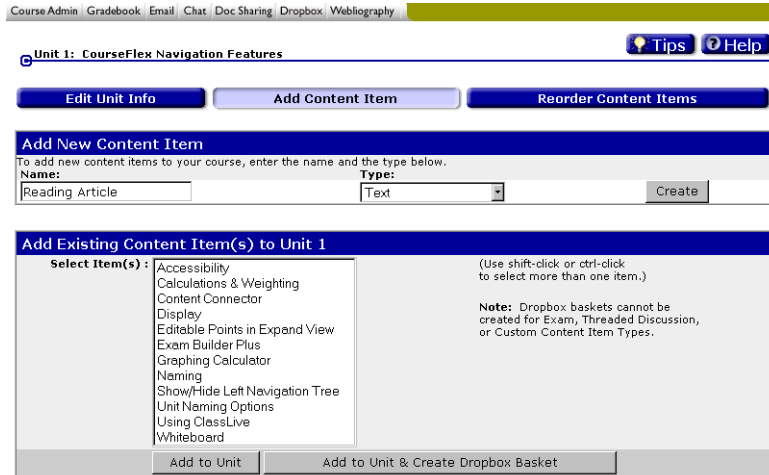 Course Admin Gradebook Email Chat Doc Sharing Dropbox Webliography
Unit 1: CourseFlex Navigation Features
Tips ? Help
Edit Unit Info Add Content Item Reorder Content Items
Add New Content Item
To add new content items to your course, enter the name and the type below.
Name: Type:
Reading Article Text Create
Add Existing Content Item(s) to Unit 1
Select Item(s) :
Accessibility
Calculations & Weighting
Content Connector
Display
Editable Points in Expand View
Exam Builder Plus
Graphing Calculator
Naming
Show/Hide Left Navigation Tree
Unit Naming Options
Using ClassLive
Whiteboard
(Use shift-click or ctrl-click
to select more than one item.)
Note: Dropbox baskets cannot be
created for Exam, Threaded Discussion,
or Custom Content Item Types.
Add to Unit Add to Unit & Create Dropbox Basket